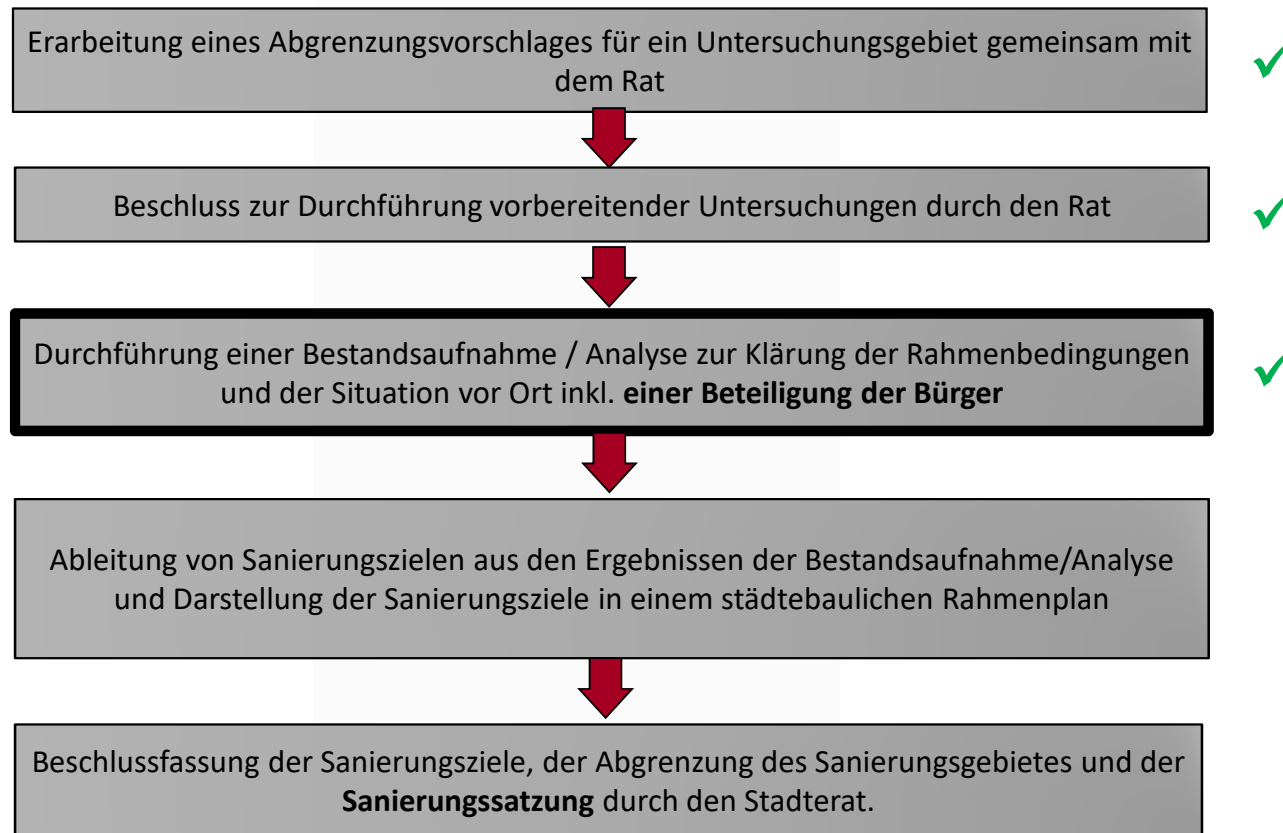 Erarbeitung eines Abgrenzungsvorschlages für ein Untersuchungsgebiet gemeinsam mit
dem Rat
✓
Beschluss zur Durchführung vorbereitender Untersuchungen durch den Rat
✓
Durchführung einer Bestandsaufnahme / Analyse zur Klärung der Rahmenbedingungen
und der Situation vor Ort inkl. einer Beteiligung der Bürger
✓
Ableitung von Sanierungszielen aus den Ergebnissen der Bestandsaufnahme/Analyse
und Darstellung der Sanierungsziele in einem städtebaulichen Rahmenplan
Beschlussfassung der Sanierungsziele, der Abgrenzung des Sanierungsgebietes und der
Sanierungssatzung durch den Stadterat.